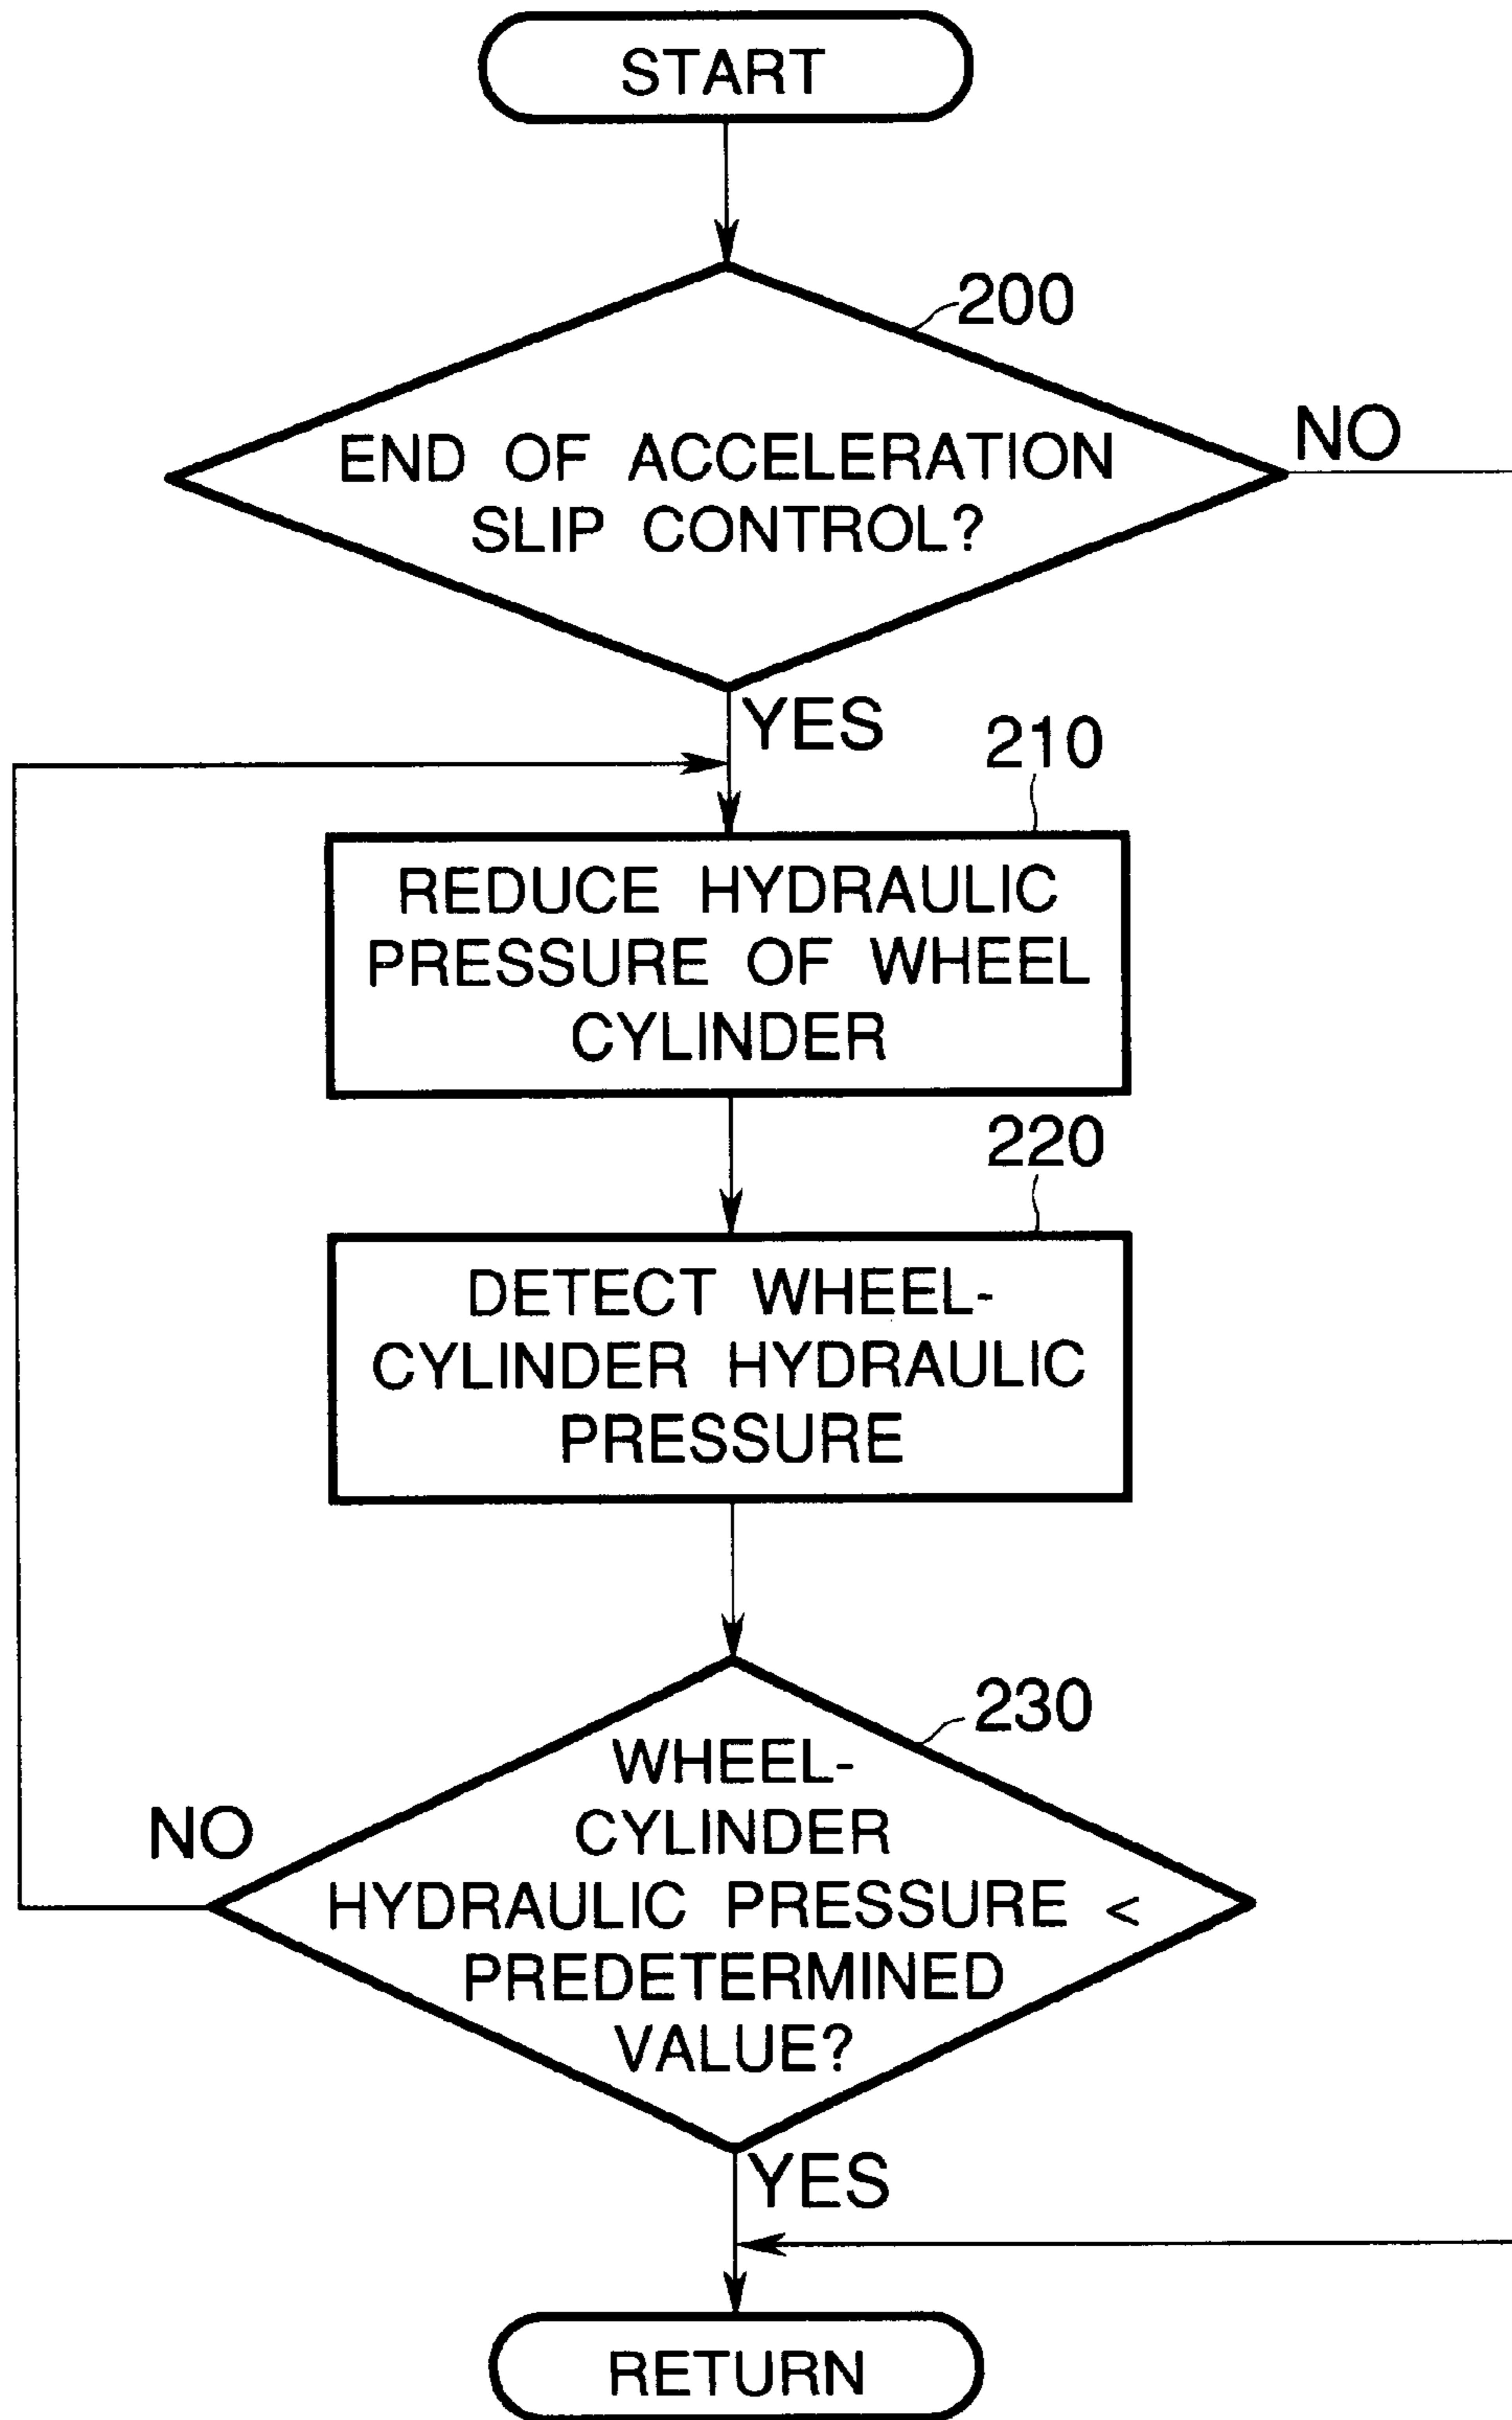 START
200
END OF ACCELERATION
SLIP CONTROL?
NO
YES
210
REDUCE HYDRAULIC
PRESSURE OF WHEEL
CYLINDER
220
DETECT WHEEL-
CYLINDER HYDRAULIC
PRESSURE
230
WHEEL-
CYLINDER
HYDRAULIC PRESSURE <
PREDETERMINED
VALUE?
NO
YES
RETURN